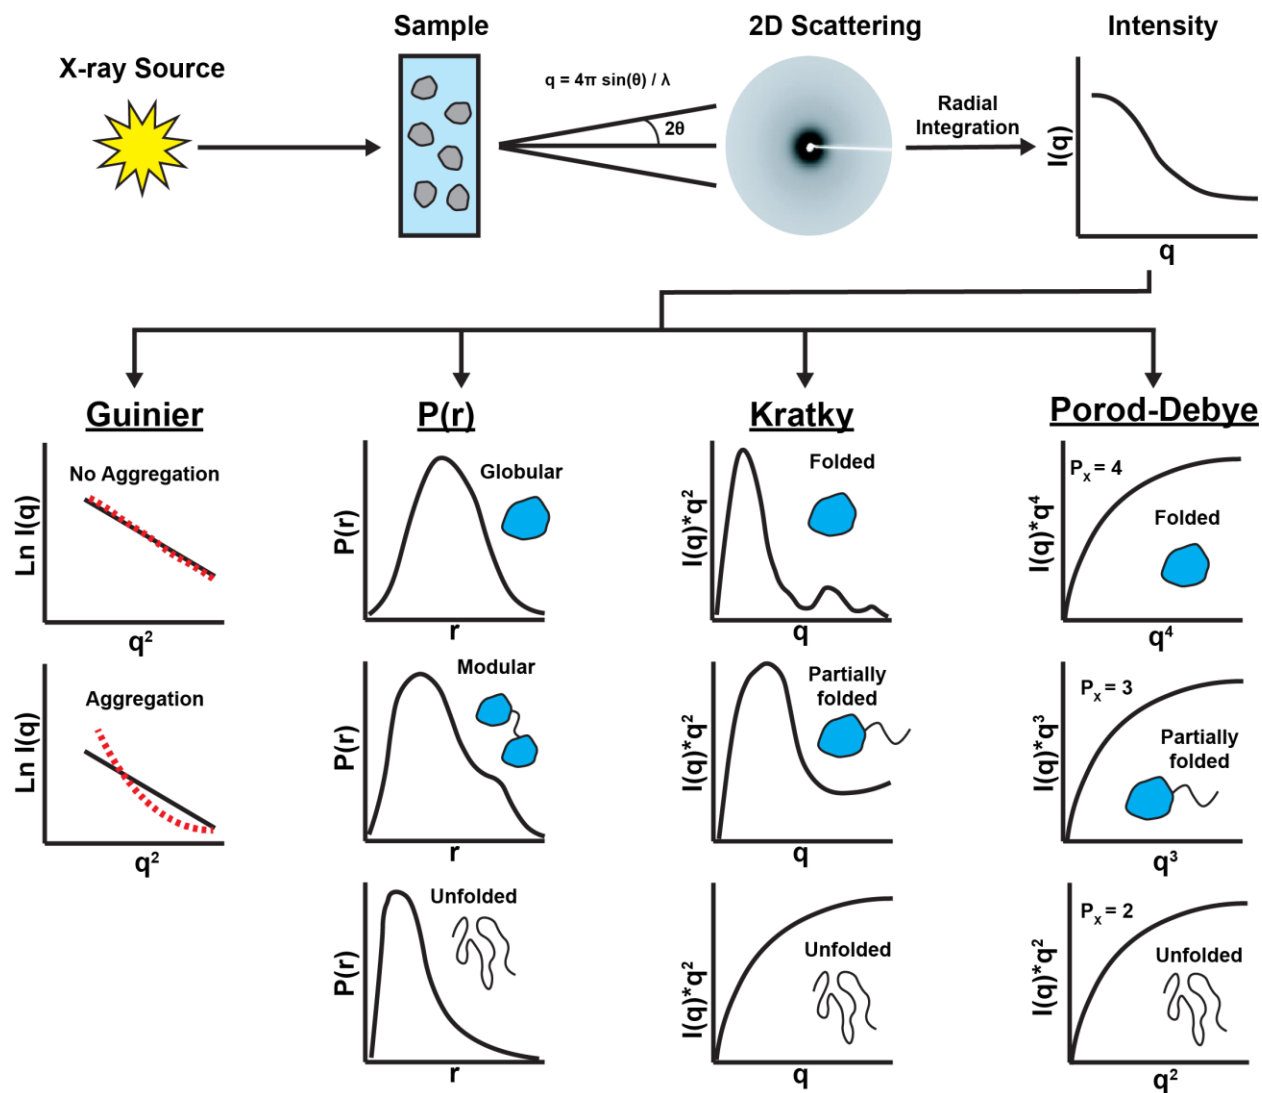 X-ray Source
Sample
q = 4π sin(θ) / λ
2θ
2D Scattering
Radial
Integration
Intensity
I(q)
q
Guinier
No Aggregation
Ln I(q)
q²
Aggregation
Ln I(q)
q²
P(r)
Globular
P(r)
r
Modular
P(r)
r
Unfolded
P(r)
r
Kratky
Folded
I(q)*q²
q
Partially
folded
I(q)*q²
q
Unfolded
I(q)*q²
q
Porod-Debye
Pₓ = 4
Folded
I(q)*q⁴
q⁴
Pₓ = 3
Partially
folded
I(q)*q³
q³
Pₓ = 2
Unfolded
I(q)*q²
q²